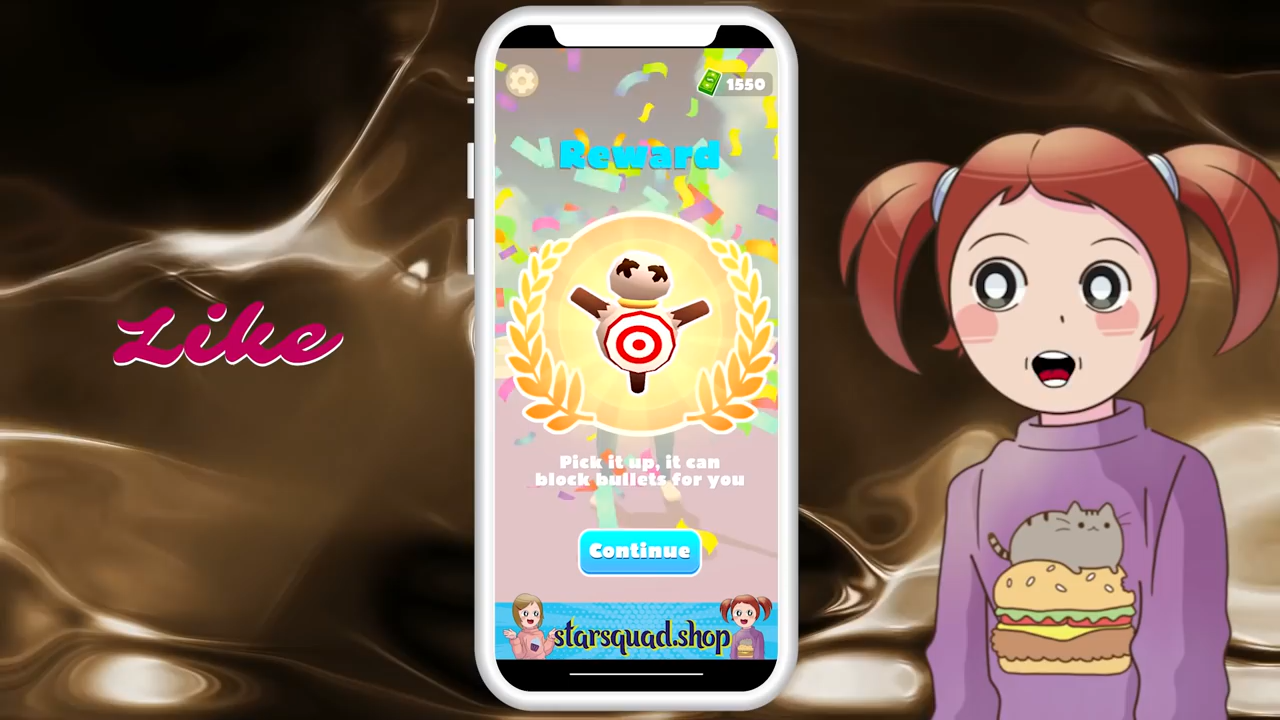 1550
Reward
Like
Pick it up, it can
block bullets for you
Continue
starsquad.shop